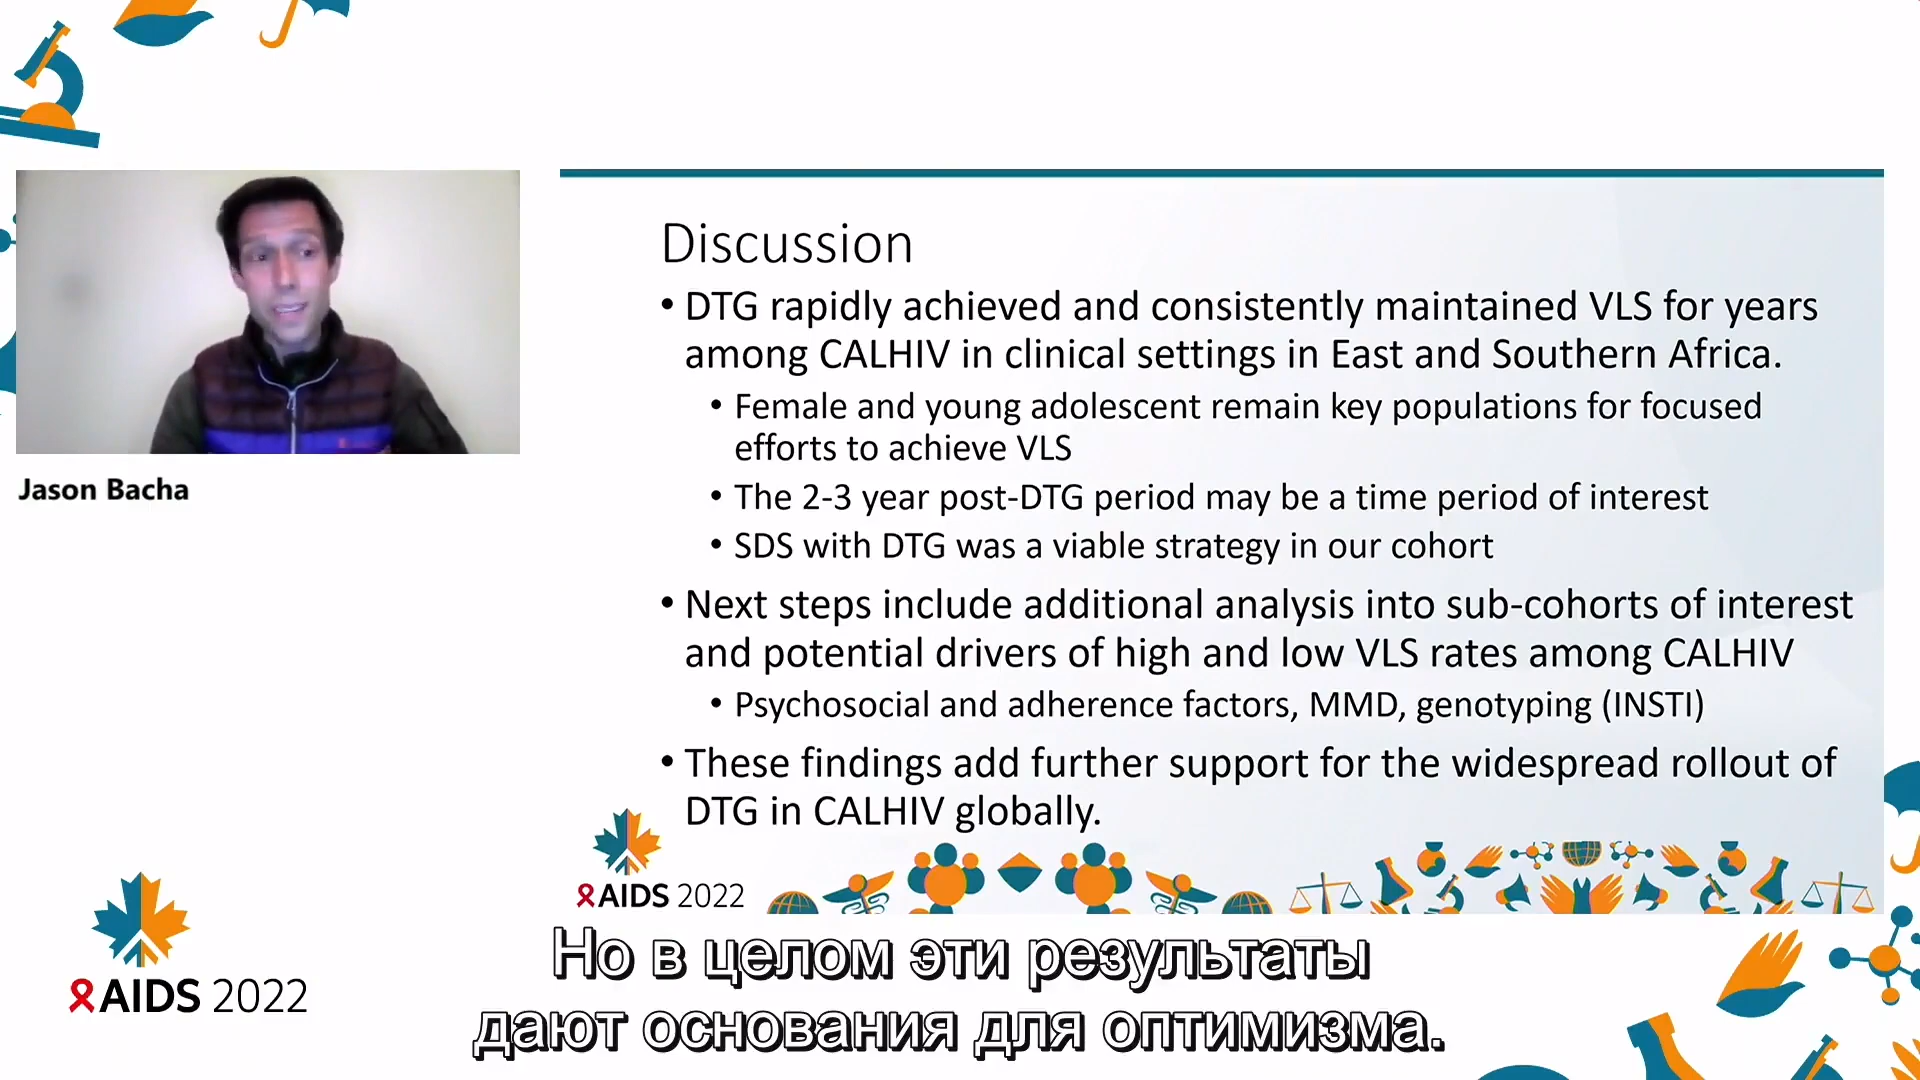 Jason Bacha
Discussion
• DTG rapidly achieved and consistently maintained VLS for years
among CALHIV in clinical settings in East and Southern Africa.
• Female and young adolescent remain key populations for focused
efforts to achieve VLS
• The 2-3 year post-DTG period may be a time period of interest
• SDS with DTG was a viable strategy in our cohort
• Next steps include additional analysis into sub-cohorts of interest
and potential drivers of high and low VLS rates among CALHIV
• Psychosocial and adherence factors, MMD, genotyping (INSTI)
• These findings add further support for the widespread rollout of
DTG in CALHIV globally.
AIDS 2022
AIDS 2022
Но в целом эти результаты
дают основания для оптимизма.